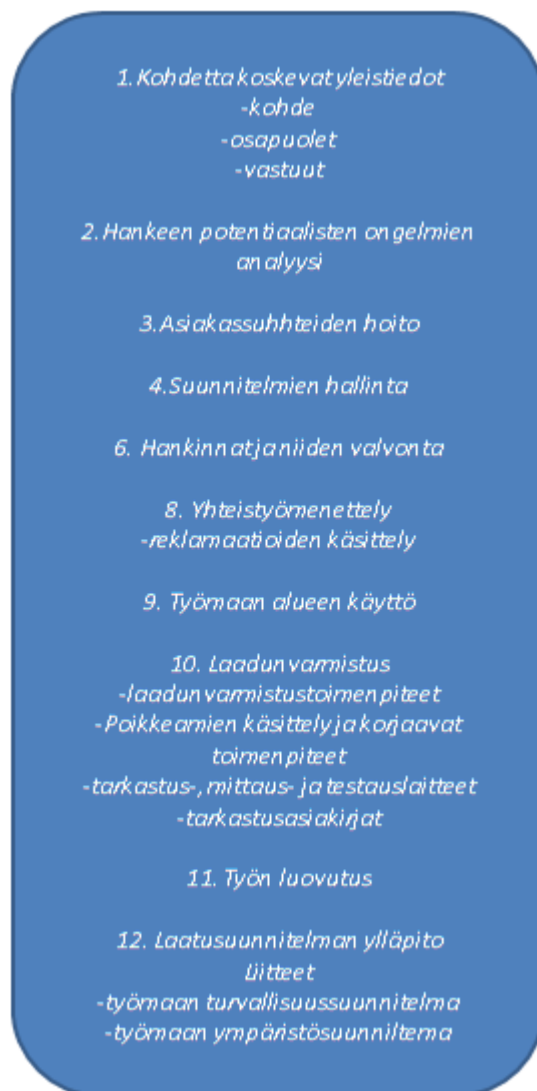 1.Kohdetta koskevat yleistiedot
-kohde
-osapuolet
-vastuut
2.Hankeen potentiaalisten ongelmien
analyysi
3.Asiakassuhhteiden hoito
4.Suunnitelmien hallinta
6. Hankinnat ja niiden valvonta
8. Yhteistyömenettely
-reklamaatioiden käsittely
9. Työmaan alueen käyttö
10. Laadunvarmistus
-laadunvarmistustoimenpiteet
-Poikkeamien käsittely ja korjaavat
toimenpiteet
-tarkastus-, mittaus- ja testauslaitteet
-tarkastusasiakirjat
11. Työn luovutus
12. Laatusuunnitelman ylläpito
Liitteet
-työmaan turvallisuussuunnitelma
-työmaan ympäristösuunniltema